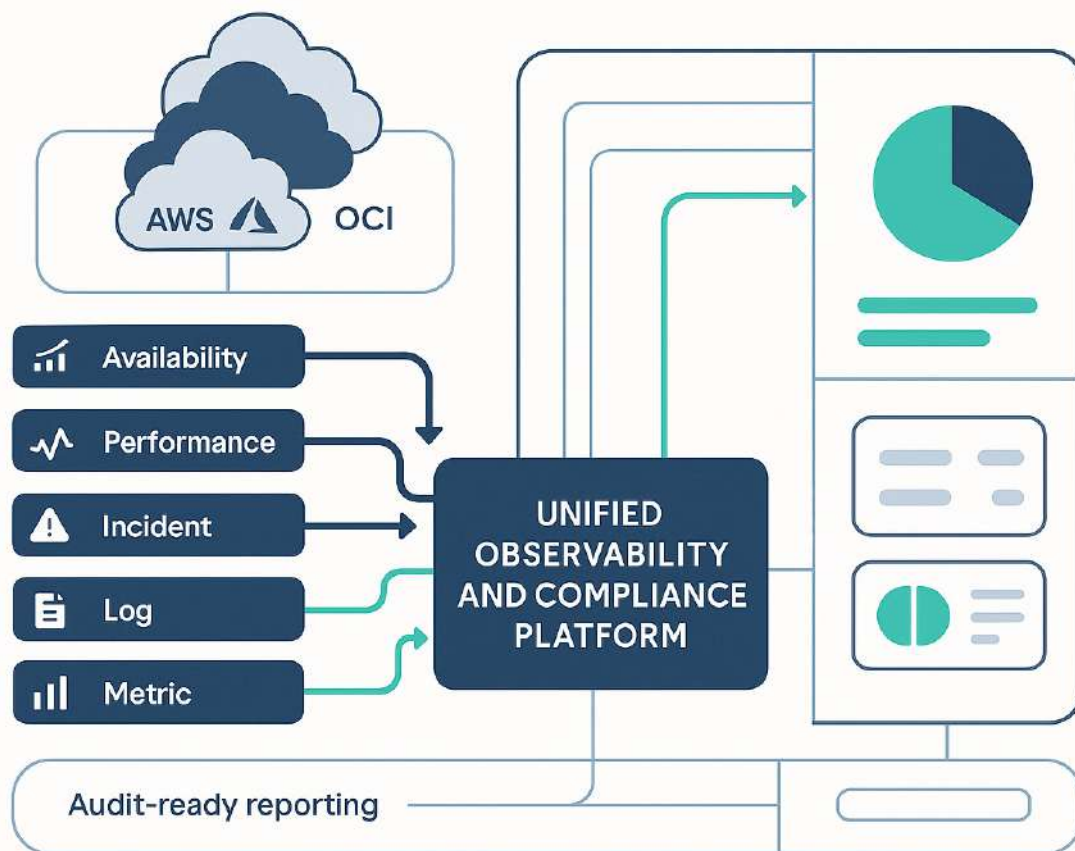 AWS
OCI
Availability
Performance
Incident
Log
Metric
UNIFIED
OBSERVABILITY
AND COMPLIANCE
PLATFORM
Audit-ready reporting